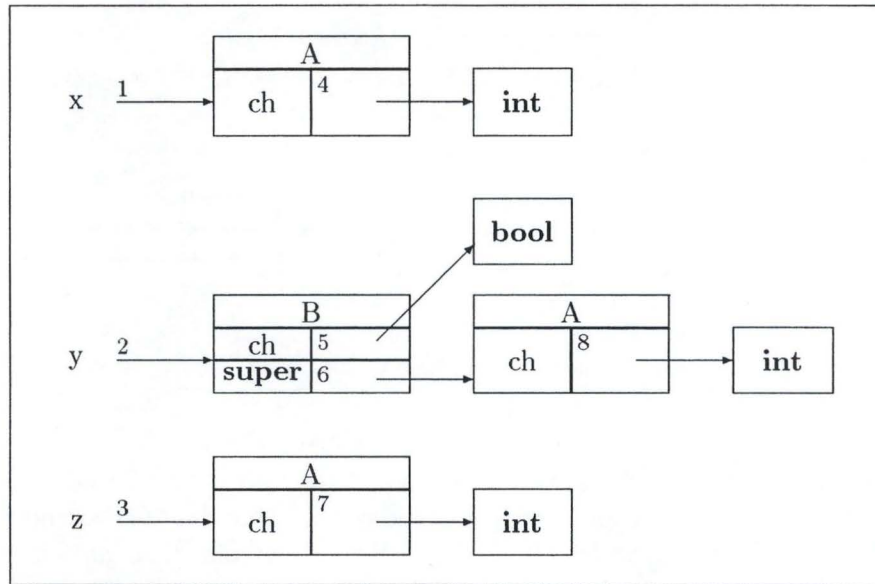 A
x 1 ch 4 int
bool
B A
y 2 ch 5 ch 8 int
super 6
A
z 3 ch 7 int